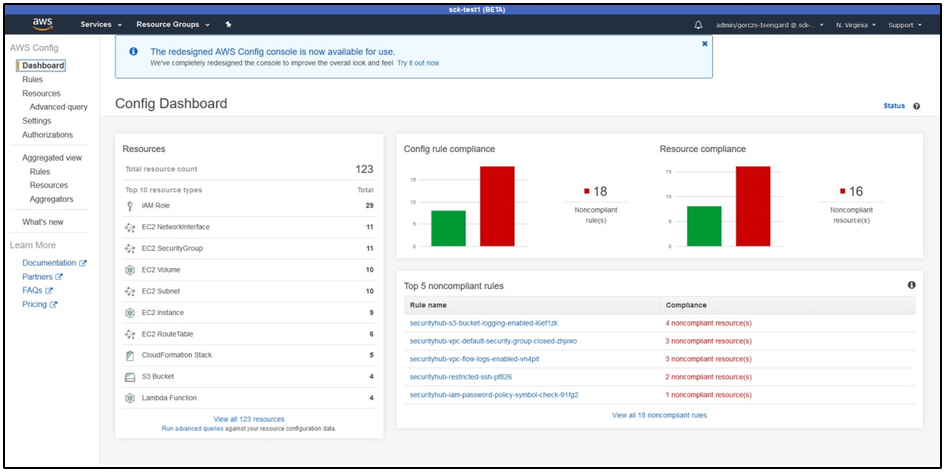 sck-test1 (BETA)
aws
Services
Resource Groups
admin/gorczs-Isengard @ sck-...
N. Virginia
Support
AWS Config
Dashboard
Rules
Resources
Advanced query
Settings
Authorizations
Aggregated view
Rules
Resources
Aggregators
What's new
Learn More
Documentation
Partners
FAQs
Pricing
The redesigned AWS Config console is now available for use.
We've completely redesigned the console to improve the overall look and feel. Try it out now.
Config Dashboard
Status
Resources
Total resource count 123
Top 10 resource types Total
IAM Role 29
EC2 NetworkInterface 11
EC2 SecurityGroup 11
EC2 Volume 10
EC2 Subnet 10
EC2 Instance 9
EC2 RouteTable 6
CloudFormation Stack 5
S3 Bucket 4
Lambda Function 4
View all 123 resources
Run advanced queries against your resource configuration data.
Config rule compliance
15
10
5
0
18
Noncompliant
rule(s)
Resource compliance
15
10
5
0
16
Noncompliant
resource(s)
Top 5 noncompliant rules
Rule name Compliance
securityhub-s3-bucket-logging-enabled-l6ef1zk 4 noncompliant resource(s)
securityhub-vpc-default-security-group-closed-zhjrwo 3 noncompliant resource(s)
securityhub-vpc-flow-logs-enabled-vn4pit 3 noncompliant resource(s)
securityhub-restricted-ssh-pf826 2 noncompliant resource(s)
securityhub-iam-password-policy-symbol-check-91fg2 1 noncompliant resource(s)
View all 18 noncompliant rules